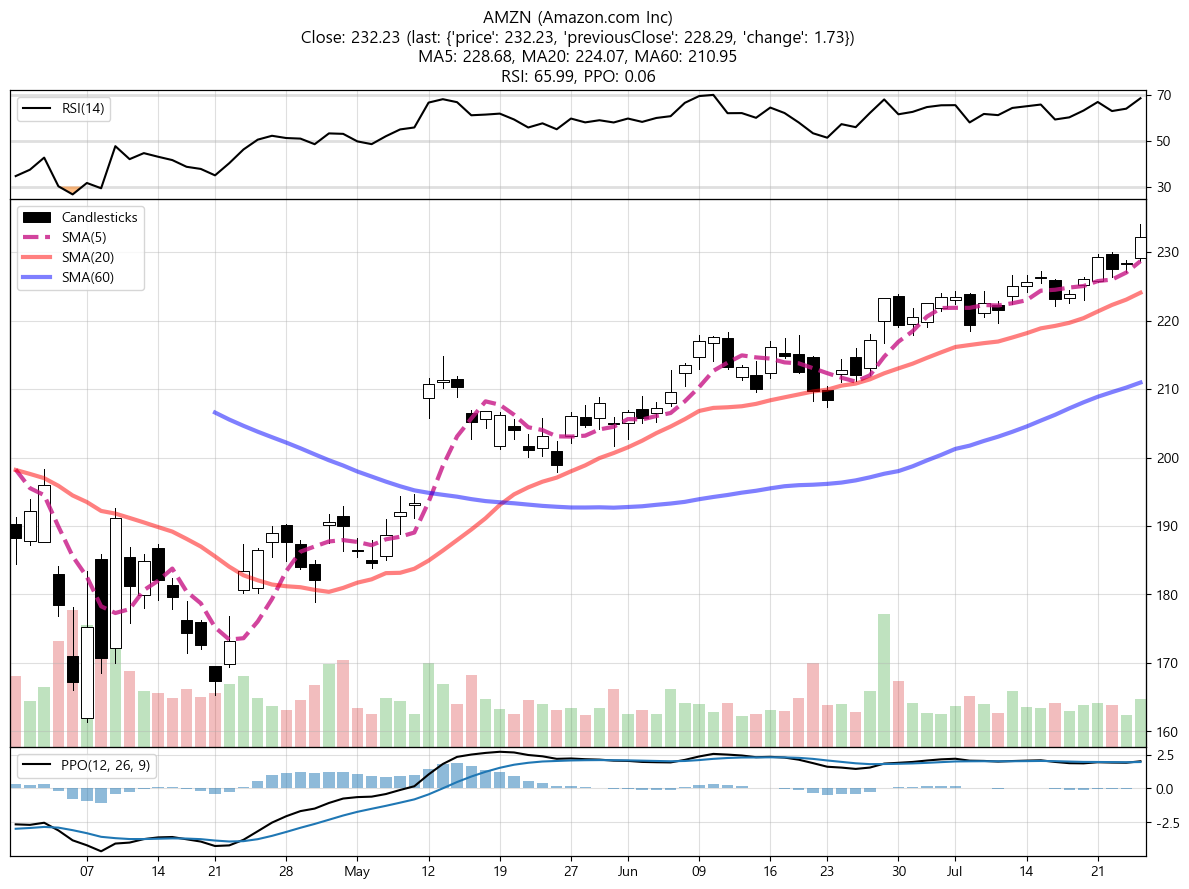 AMZN (Amazon.com Inc)
Close: 232.23 (last: {'price': 232.23, 'previousClose': 228.29, 'change': 1.73})
MA5: 228.68, MA20: 224.07, MA60: 210.95
RSI: 65.99, PPO: 0.06
RSI(14)
70
50
30
Candlesticks
SMA(5)
SMA(20)
SMA(60)
230
220
210
200
190
180
170
160
PPO(12, 26, 9)
2.5
0.0
-2.5
07 14 21 28 May 12 19 27 Jun 09 16 23 30 Jul 14 21